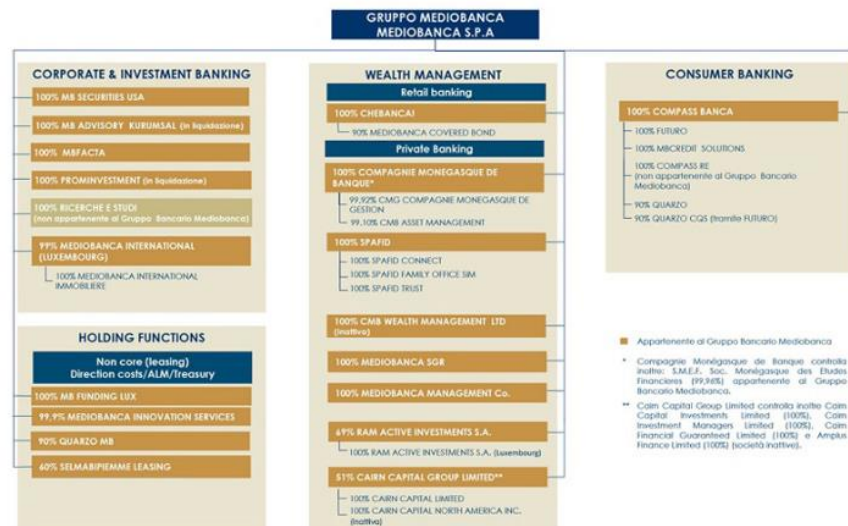 GRUPPO MEDIOBANCA
MEDIOBANCA S.P.A
CORPORATE & INVESTMENT BANKING
100% MB SECURITIES USA
100% MB ADVISORY KURUMSAL (in liquidazione)
100% MBFACTA
100% PROMINVESTMENT (in liquidazione)
100% RICERCHE E STUDI
(non appartenente al Gruppo Bancario Mediobanca)
99% MEDIOBANCA INTERNATIONAL
(LUXEMBOURG)
100% MEDIOBANCA INTERNATIONAL
IMMOBILIERE
HOLDING FUNCTIONS
Non core (leasing)
Direction costs/ALM/Treasury
100% MB FUNDING LUX
99,9% MEDIOBANCA INNOVATION SERVICES
90% QUARZO MB
60% SELMABIPIEMME LEASING
WEALTH MANAGEMENT
Retail banking
100% CHEBANCA!
90% MEDIOBANCA COVERED BOND
Private Banking
100% COMPAGNIE MONEGASQUE DE
BANQUE*
99,92% CMG COMPAGNIE MONEGASQUE DE
GESTION
99,10% CMB ASSET MANAGEMENT
100% SPAFID
100% SPAFID CONNECT
100% SPAFID FAMILY OFFICE SIM
100% SPAFID TRUST
100% CMB WEALTH MANAGEMENT LTD
(inattiva)
100% MEDIOBANCA SGR
100% MEDIOBANCA MANAGEMENT Co.
69% RAM ACTIVE INVESTMENTS S.A.
100% RAM ACTIVE INVESTMENTS S.A. (Luxembourg)
51% CAIRN CAPITAL GROUP LIMITED**
100% CAIRN CAPITAL LIMITED
100% CAIRN CAPITAL NORTH AMERICA INC.
(inattiva)
CONSUMER BANKING
100% COMPASS BANCA
100% FUTURO
100% MBCREDIT SOLUTIONS
100% COMPASS RE
(non appartenente al Gruppo Bancario
Mediobanca)
90% QUARZO
90% QUARZO CQS (tramite FUTURO)
Appartenente al Gruppo Bancario Mediobanca
* Compagnie Monégasque de Banque controlla
inoltre: S.M.E.F. Soc. Monégasque des Etudes
Financieres (99,96%) appartenente al Gruppo
Bancario Mediobanca.
** Cairn Capital Group Limited controlla inoltre Cairn
Capital Investments Limited (100%), Cairn
Investment Managers Limited (100%), Cairn
Financial Guaranteed Limited (100%) e Amplus
Finance Limited (100%) (società inattive).